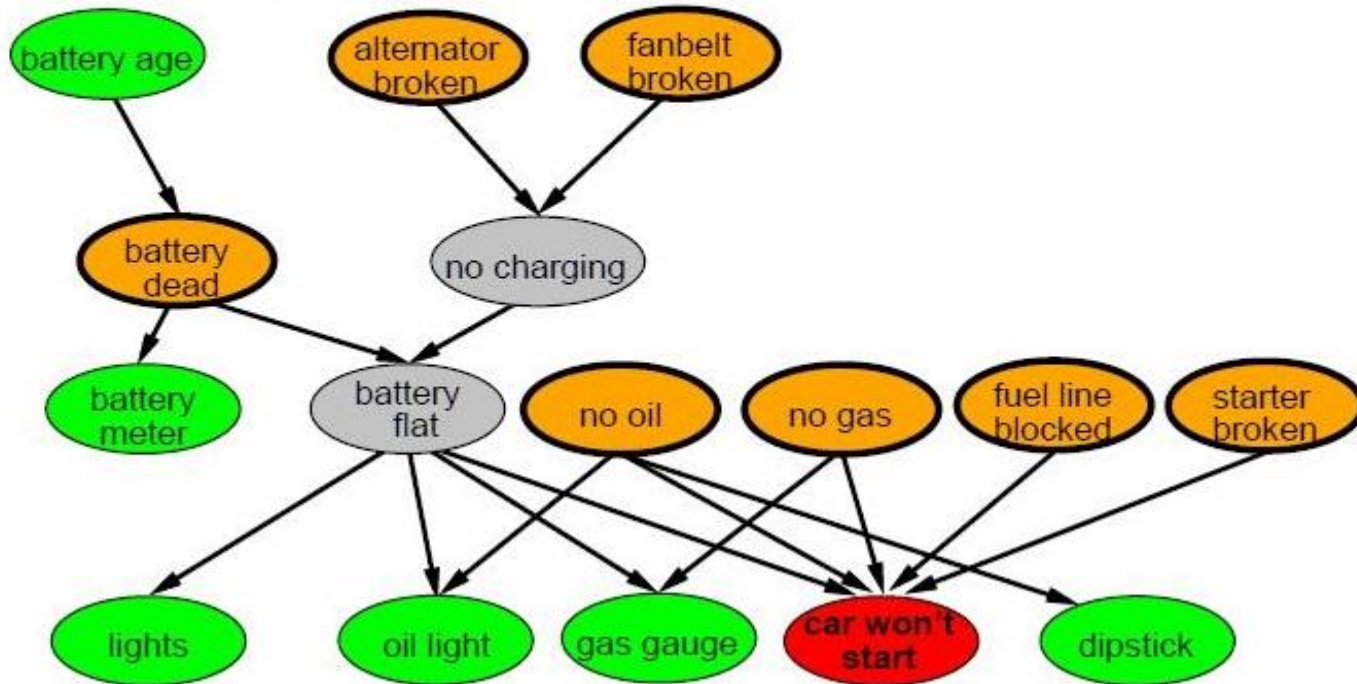 battery age
alternator
broken
fanbelt
broken
battery
dead
no charging
battery
meter
battery
flat
no oil
no gas
fuel line
blocked
starter
broken
lights
oil light
gas gauge
car won't
start
dipstick